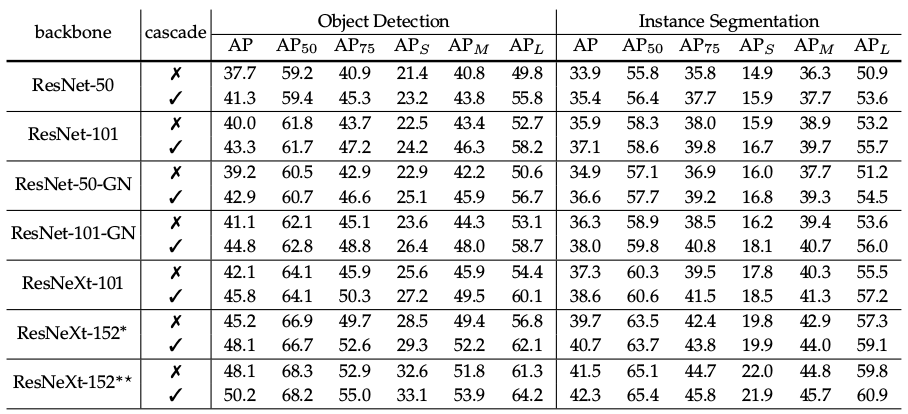 backbone cascade Object Detection Instance Segmentation
AP AP50 AP75 APS APM APL AP AP50 AP75 APS APM APL
ResNet-50 ✗ 37.7 59.2 40.9 21.4 40.8 49.8 33.9 55.8 35.8 14.9 36.3 50.9
✓ 41.3 59.4 45.3 23.2 43.8 55.8 35.4 56.4 37.7 15.9 37.7 53.6
ResNet-101 ✗ 40.0 61.8 43.7 22.5 43.4 52.7 35.9 58.3 38.0 15.9 38.9 53.2
✓ 43.3 61.7 47.2 24.2 46.3 58.2 37.1 58.6 39.8 16.7 39.7 55.7
ResNet-50-GN ✗ 39.2 60.5 42.9 22.9 42.2 50.6 34.9 57.1 36.9 16.0 37.7 51.2
✓ 42.9 60.7 46.6 25.1 45.9 56.7 36.6 57.7 39.2 16.8 39.3 54.5
ResNet-101-GN ✗ 41.1 62.1 45.1 23.6 44.3 53.1 36.3 58.9 38.5 16.2 39.4 53.6
✓ 44.8 62.8 48.8 26.4 48.0 58.7 38.0 59.8 40.8 18.1 40.7 56.0
ResNeXt-101 ✗ 42.1 64.1 45.9 25.6 45.9 54.4 37.3 60.3 39.5 17.8 40.3 55.5
✓ 45.8 64.1 50.3 27.2 49.5 60.1 38.6 60.6 41.5 18.5 41.3 57.2
ResNeXt-152* ✗ 45.2 66.9 49.7 28.5 49.4 56.8 39.7 63.5 42.4 19.8 42.9 57.3
✓ 48.1 66.7 52.6 29.3 52.2 62.1 40.7 63.7 43.8 19.9 44.0 59.1
ResNeXt-152** ✗ 48.1 68.3 52.9 32.6 51.8 61.3 41.5 65.1 44.7 22.0 44.8 59.8
✓ 50.2 68.2 55.0 33.1 53.9 64.2 42.3 65.4 45.8 21.9 45.7 60.9